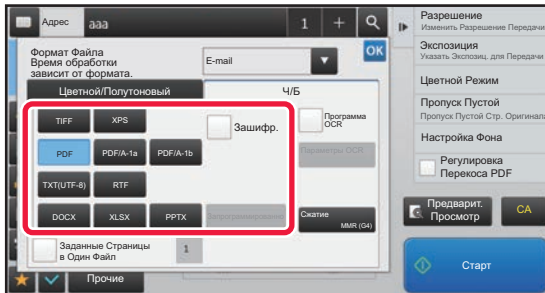 Адрес
aaa
1
+
Формат Файла
Время обработки
зависит от формата.
E-mail
OK
Цветной/Полутоновый
Ч/Б
TIFF
XPS
Зашифр.
Программа
OCR
PDF
PDF/A-1a
PDF/A-1b
Параметры OCR
TXT(UTF-8)
RTF
DOCX
XLSX
PPTX
Сжатие
MMR (G4)
Заданные Страницы
в Один Файл
1
Прочие
Разрешение
Изменить Разрешение Передачи
Экспозиция
Указать Экспозиц. для Передачи
Цветной Режим
Пропуск Пустой
Пропуск Пустой Стр. Оригинала
Настройка Фона
Регулировка
Перекоса PDF
Предварит.
Просмотр
CA
Старт